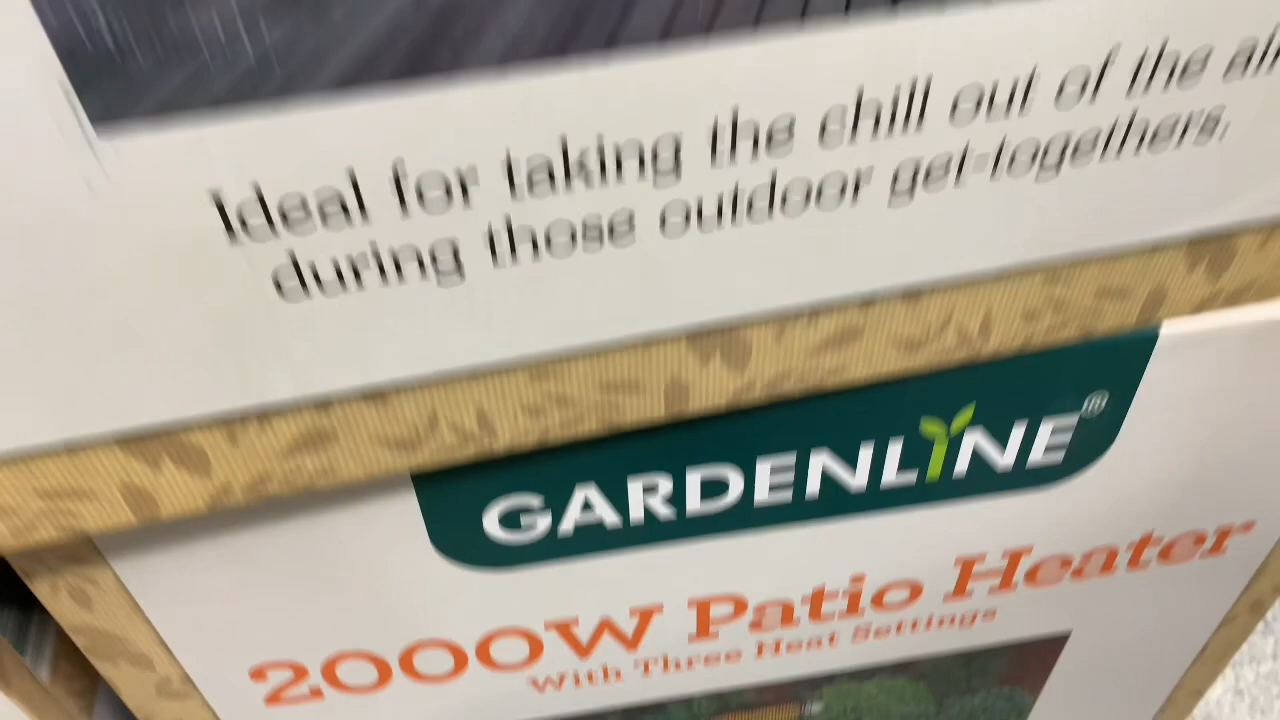 Ideal for taking the chill out of the air
during those outdoor get-togethers.
GARDENLINE®
2000W Patio Heater
With Three Heat Settings